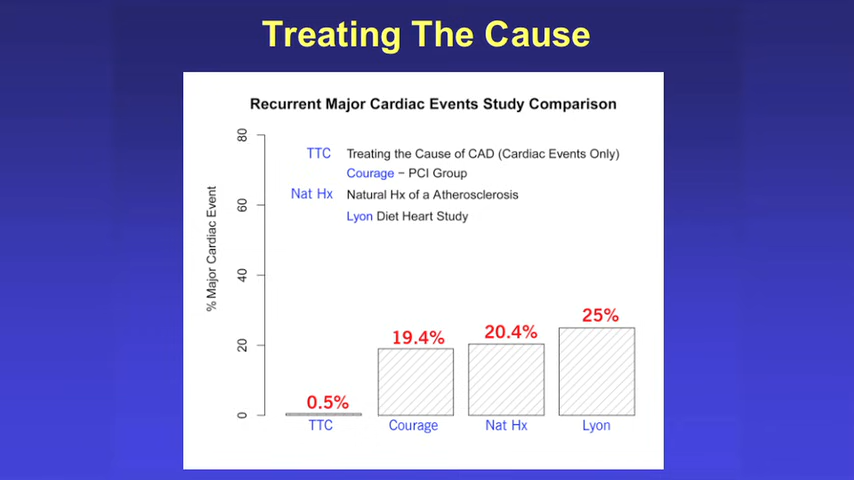 Treating The Cause
Recurrent Major Cardiac Events Study Comparison
80
TTC Treating the Cause of CAD (Cardiac Events Only)
Courage − PCI Group
Nat Hx Natural Hx of a Atherosclerosis
Lyon Diet Heart Study
60
% Major Cardiac Event
40
20
0
0.5%
19.4%
20.4%
25%
TTC Courage Nat Hx Lyon